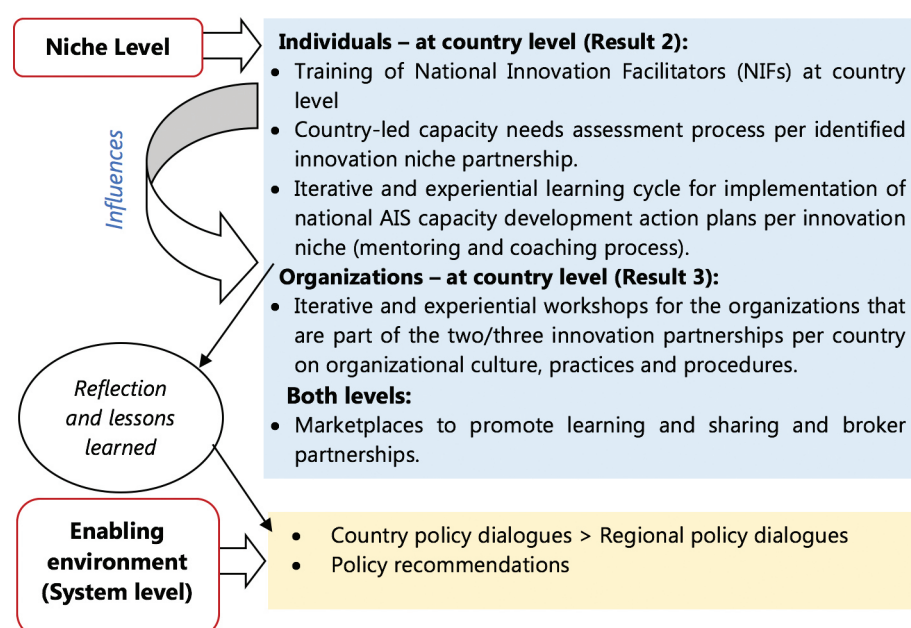 Niche Level
Individuals – at country level (Result 2):
• Training of National Innovation Facilitators (NIFs) at country
level
• Country-led capacity needs assessment process per identified
innovation niche partnership.
• Iterative and experiential learning cycle for implementation of
national AIS capacity development action plans per innovation
niche (mentoring and coaching process).
Influences
Organizations – at country level (Result 3):
• Iterative and experiential workshops for the organizations that
are part of the two/three innovation partnerships per country
on organizational culture, practices and procedures.
Both levels:
• Marketplaces to promote learning and sharing and broker
partnerships.
Reflection
and lessons
learned
Enabling
environment
(System level)
• Country policy dialogues > Regional policy dialogues
• Policy recommendations